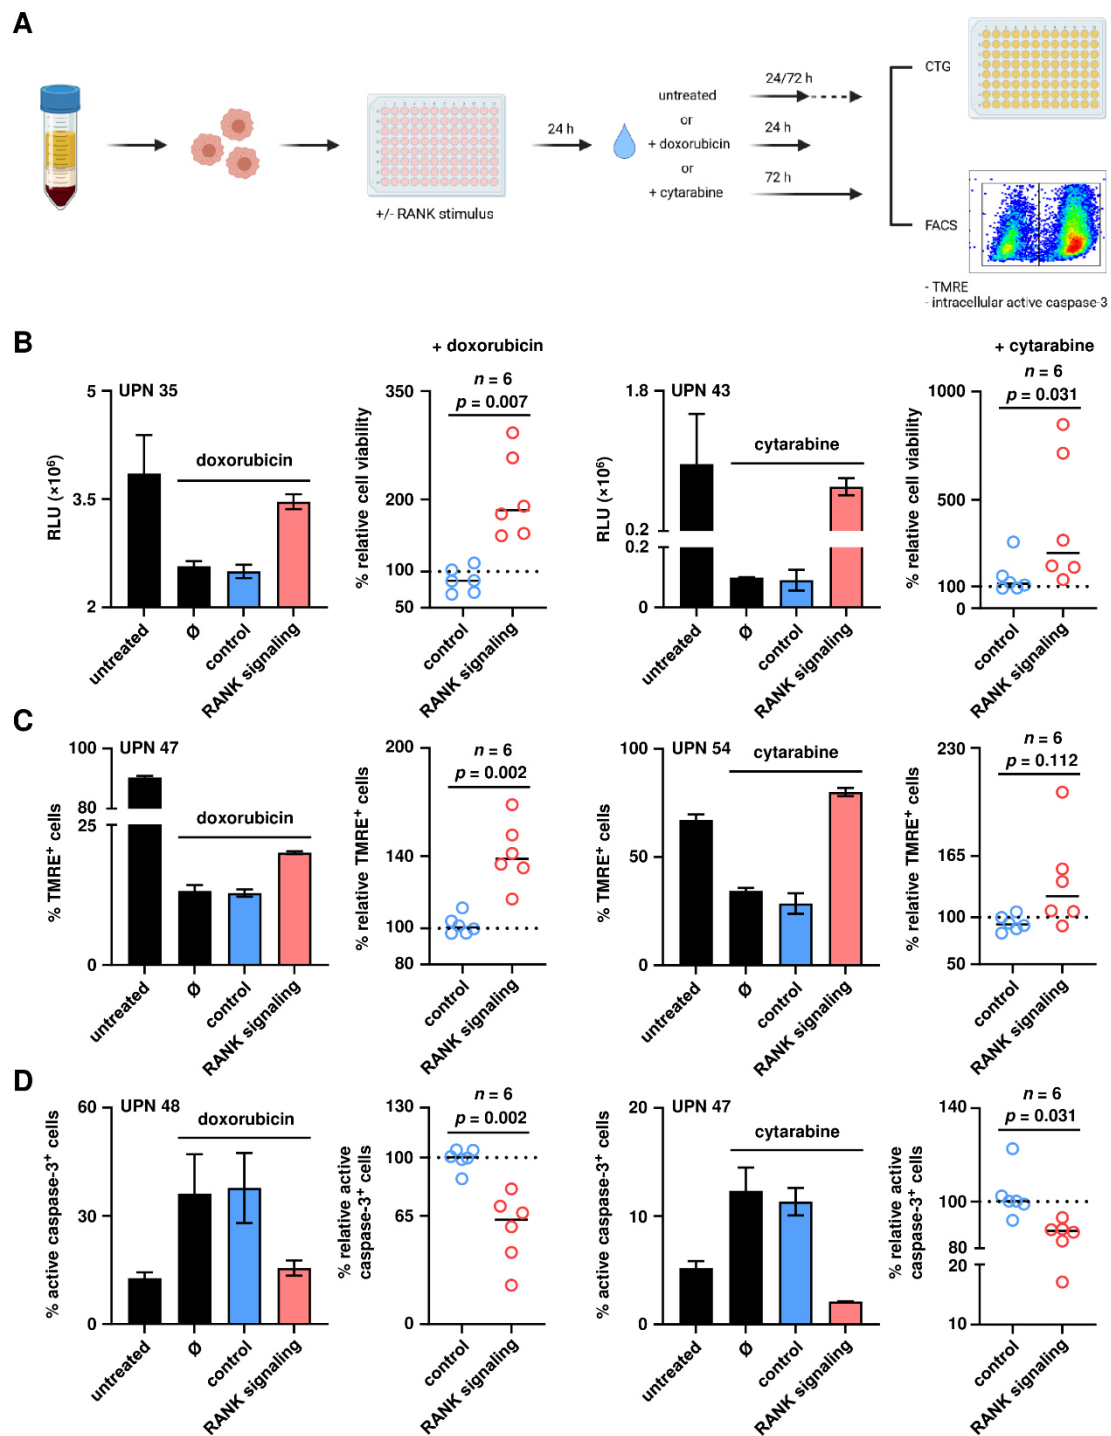 A
+/- RANK stimulus
24 h
untreated
or
+ doxorubicin
or
+ cytarabine
24/72 h
24 h
72 h
CTG
FACS
- TMRE
- intracellular active caspase-3
B
UPN 35
RLU (×10⁶)
5
3.5
2
doxorubicin
untreated
Ø
control
RANK signaling
+ doxorubicin
n = 6
p = 0.007
% relative cell viability
350
200
100
50
control
RANK signaling
UPN 43
RLU (×10⁶)
1.8
0.2
0.2
0
cytarabine
untreated
Ø
control
RANK signaling
+ cytarabine
n = 6
p = 0.031
% relative cell viability
1000
500
100
0
control
RANK signaling
C
UPN 47
% TMRE⁺ cells
100
80
25
0
doxorubicin
untreated
Ø
control
RANK signaling
n = 6
p = 0.002
% relative TMRE⁺ cells
200
140
100
80
control
RANK signaling
UPN 54
% TMRE⁺ cells
100
50
0
cytarabine
untreated
Ø
control
RANK signaling
n = 6
p = 0.112
% relative TMRE⁺ cells
230
165
100
50
control
RANK signaling
D
UPN 48
% active caspase-3⁺ cells
60
30
0
doxorubicin
untreated
Ø
control
RANK signaling
n = 6
p = 0.002
% relative active
caspase-3⁺ cells
130
100
65
0
control
RANK signaling
UPN 47
% active caspase-3⁺ cells
20
10
0
cytarabine
untreated
Ø
control
RANK signaling
n = 6
p = 0.031
% relative active
caspase-3⁺ cells
140
100
80
20
10
control
RANK signaling